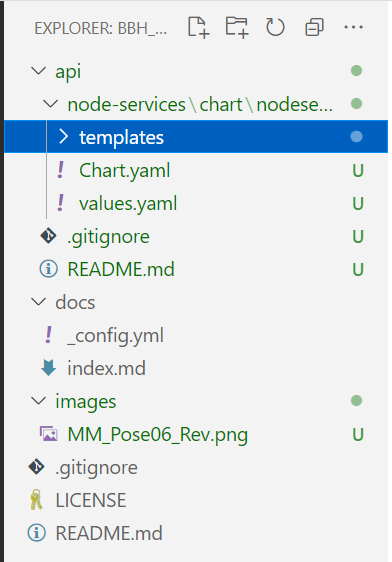 EXPLORER: BBH_...
api
node-services\chart\nodese...
templates
! Chart.yaml U
! values.yaml U
.gitignore U
README.md U
docs
! _config.yml
index.md
images
MM_Pose06_Rev.png U
.gitignore
LICENSE
README.md